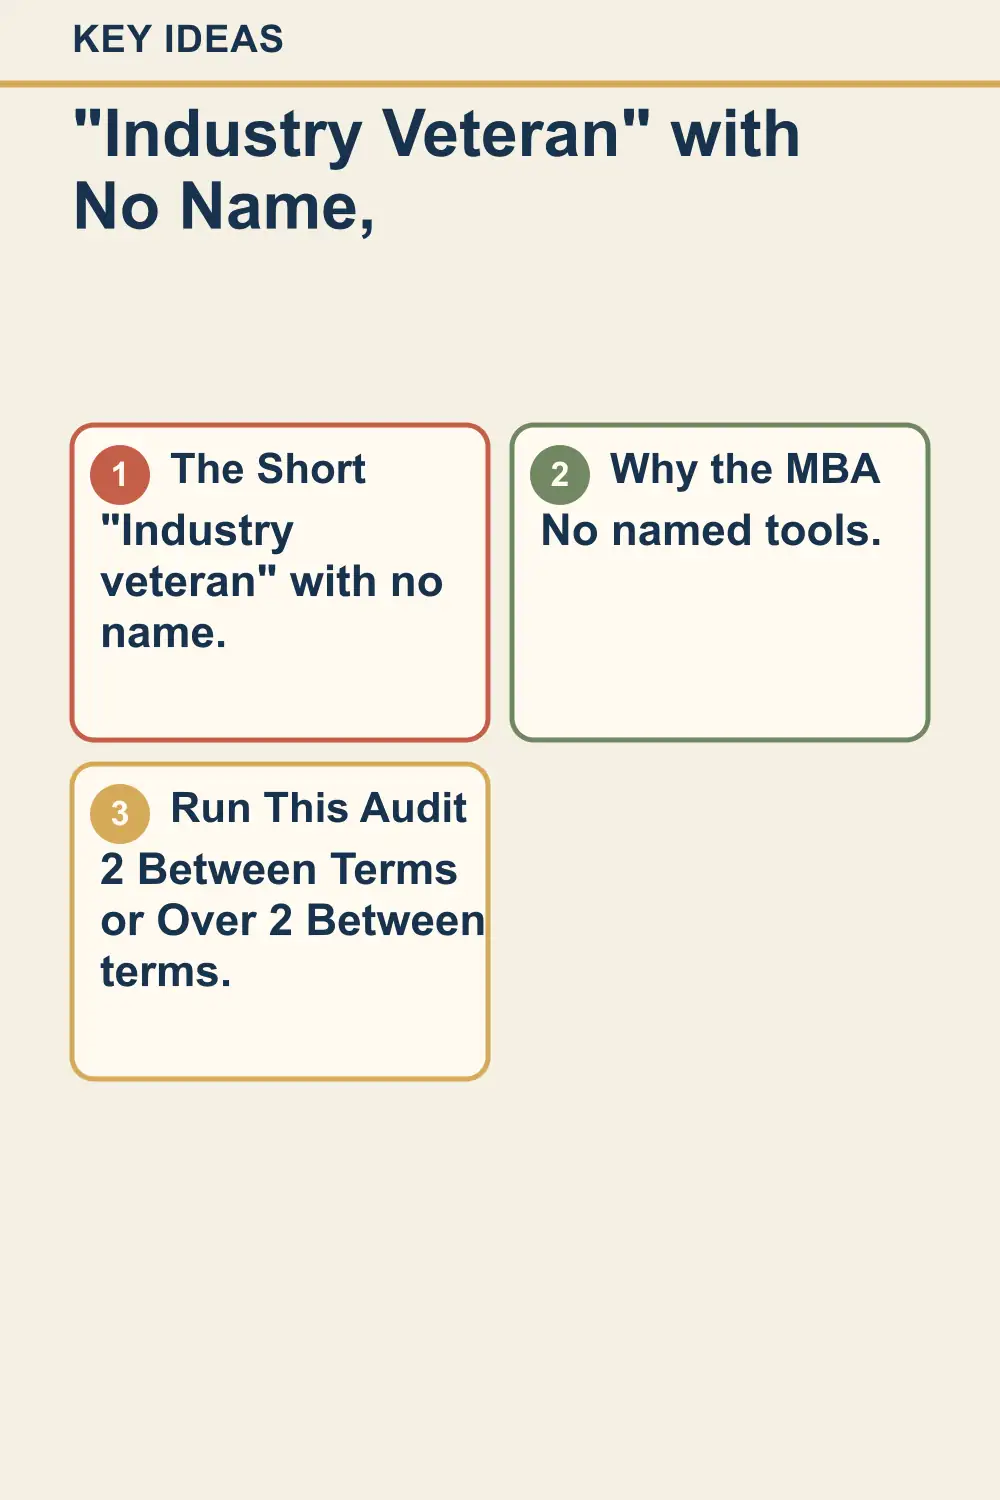 KEY IDEAS
"Industry Veteran" with
No Name,
1 The Short
"Industry
veteran" with no
name.
2 Why the MBA
No named tools.
3 Run This Audit
2 Between Terms
or Over 2 Between
terms.